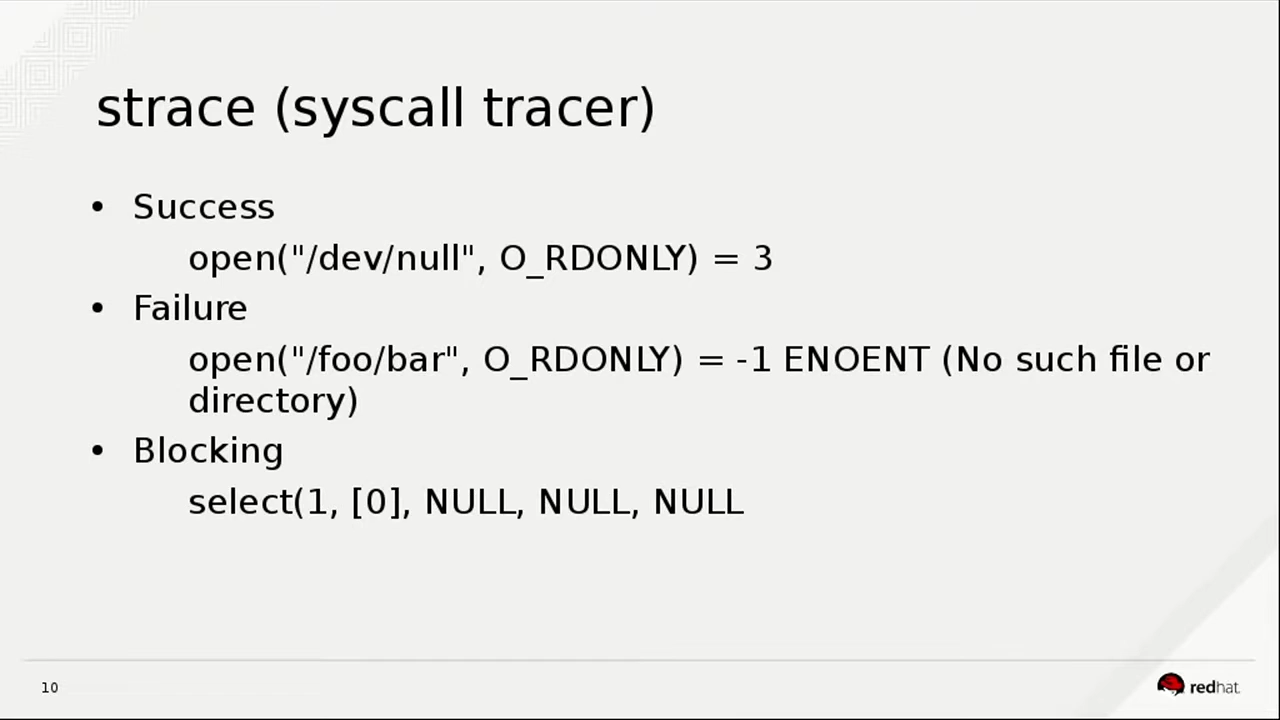 strace (syscall tracer)
• Success
open("/dev/null", O_RDONLY) = 3
• Failure
open("/foo/bar", O_RDONLY) = -1 ENOENT (No such file or
directory)
• Blocking
select(1, [0], NULL, NULL, NULL
10
redhat.